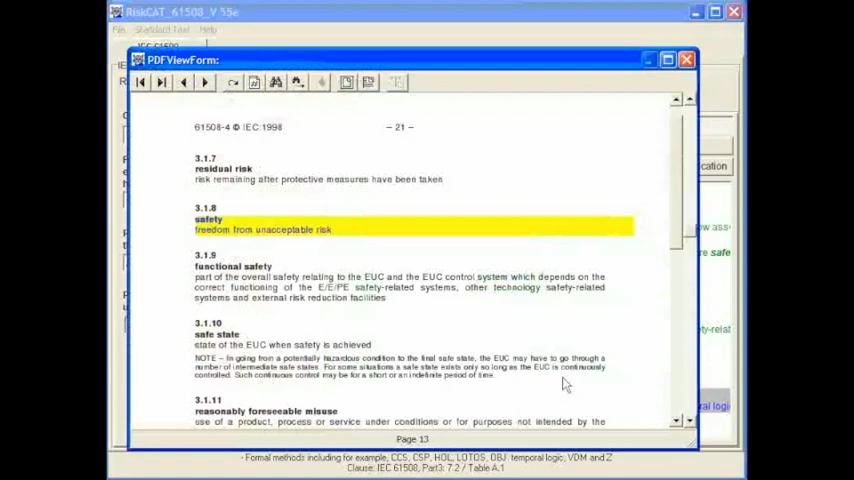 RiskCAT_61508_V 55e
File Standard Text Help
PDFViewForm:
61508-4 © IEC:1998 – 21 –
3.1.7
residual risk
risk remaining after protective measures have been taken
3.1.8
safety
freedom from unacceptable risk
3.1.9
functional safety
part of the overall safety relating to the EUC and the EUC control system which depends on the
correct functioning of the E/E/PE safety-related systems, other technology safety-related
systems and external risk reduction facilities
3.1.10
safe state
state of the EUC when safety is achieved
NOTE – In going from a potentially hazardous condition to the final safe state, the EUC may have to go through a
number of intermediate safe states. For some situations a safe state exists only so long as the EUC is continuously
controlled. Such continuous control may be for a short or an indefinite period of time.
3.1.11
reasonably foreseeable misuse
use of a product, process or service under conditions or for purposes not intended by the
Page 13
- Formal methods including for example, CCS, CSP, HOL, LOTOS, OBJ, temporal logic, VDM and Z
Clause: IEC 61508, Part3: 7.2 / Table A.1